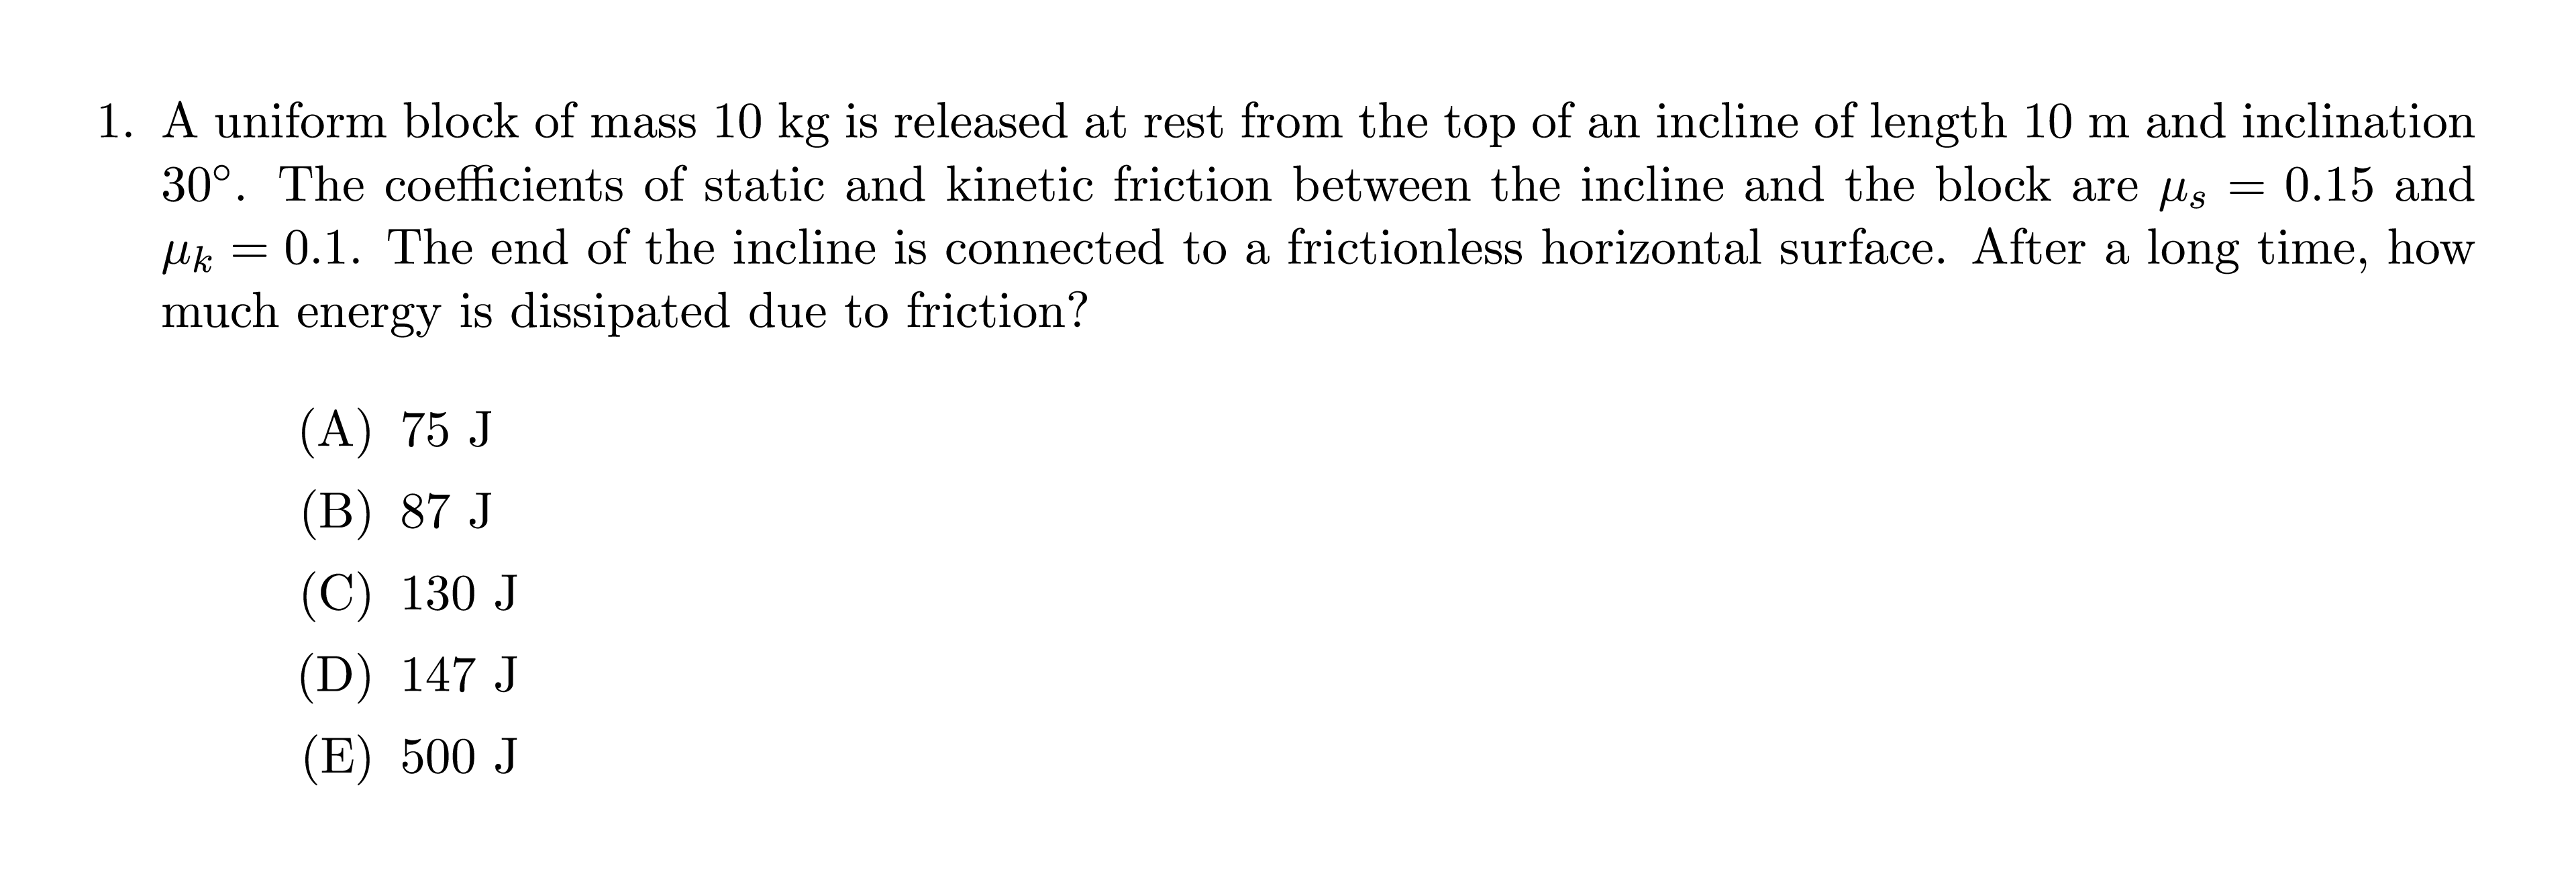 1. A uniform block of mass 10 kg is released at rest from the top of an incline of length 10 m and inclination
30°. The coefficients of static and kinetic friction between the incline and the block are μₛ = 0.15 and
μₖ = 0.1. The end of the incline is connected to a frictionless horizontal surface. After a long time, how
much energy is dissipated due to friction?
(A) 75 J
(B) 87 J
(C) 130 J
(D) 147 J
(E) 500 J